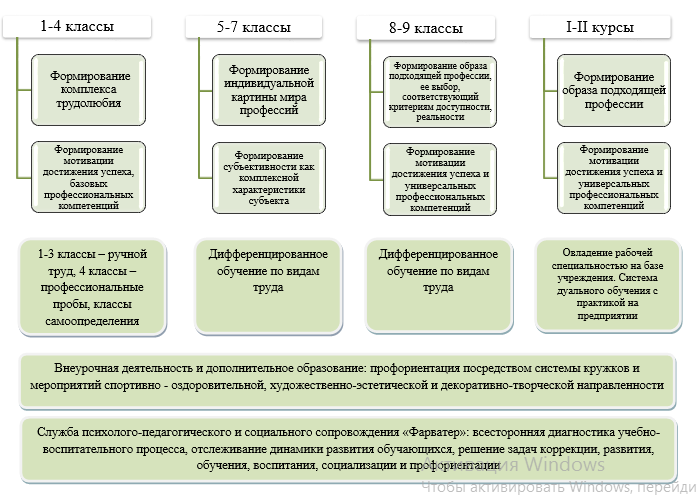 1-4 классы
5-7 классы
8-9 классы
I-II курсы
Формирование
комплекса
трудолюбия
Формирование
индивидуальной
картины мира
профессий
Формирование образа
подходящей профессии,
ее выбор,
соответствующий
критериям доступности,
реальности
Формирование
образа подходящей
профессии
Формирование
мотивации
достижения успеха,
базовых
профессиональных
компетенций
Формирование
субъективности как
комплексной
характеристики
субъекта
Формирование
мотивации
достижения успеха и
универсальных
профессиональных
компетенций
Формирование
мотивации
достижения успеха и
универсальных
профессиональных
компетенций
1-3 классы – ручной
труд, 4 классы –
профессиональные
пробы, классы
самоопределения
Дифференцированное
обучение по видам
труда
Дифференцированное
обучение по видам
труда
Овладение рабочей
специальностью на базе
учреждения. Система
дуального обучения с
практикой на
предприятии
Внеурочная деятельность и дополнительное образование: профориентация посредством системы кружков и
мероприятий спортивно - оздоровительной, художественно-эстетической и декоративно-творческой направленности
Служба психолого-педагогического и социального сопровождения «Фарватер»: всесторонняя диагностика учебно-
воспитательного процесса, отслеживание динамики развития обучающихся, решение задач коррекции, развития,
обучения, воспитания, социализации и профориентации
Активация Windows
Чтобы активировать Windows, перейди